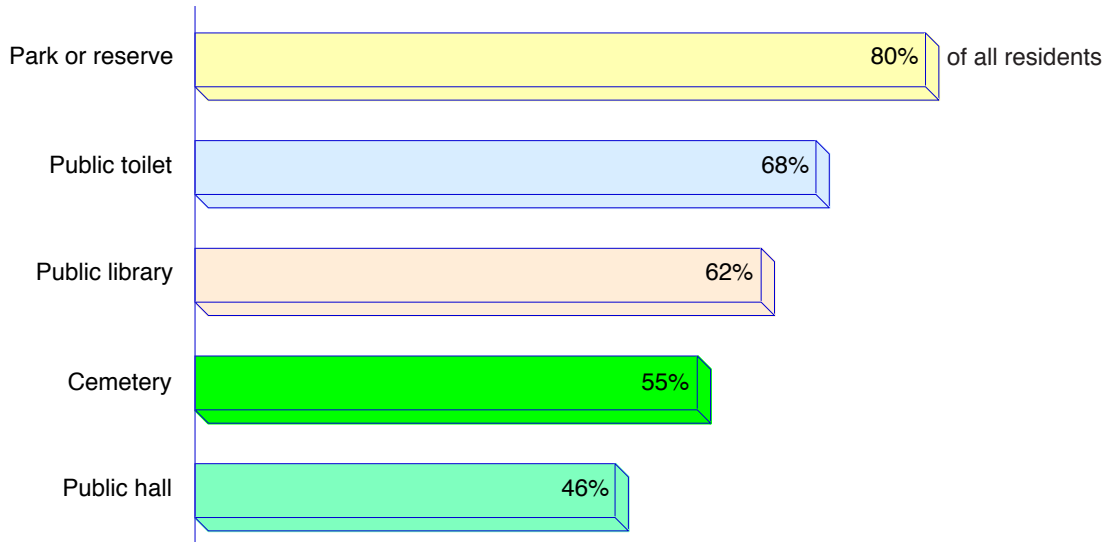 Park or reserve 80% of all residents
Public toilet 68%
Public library 62%
Cemetery 55%
Public hall 46%